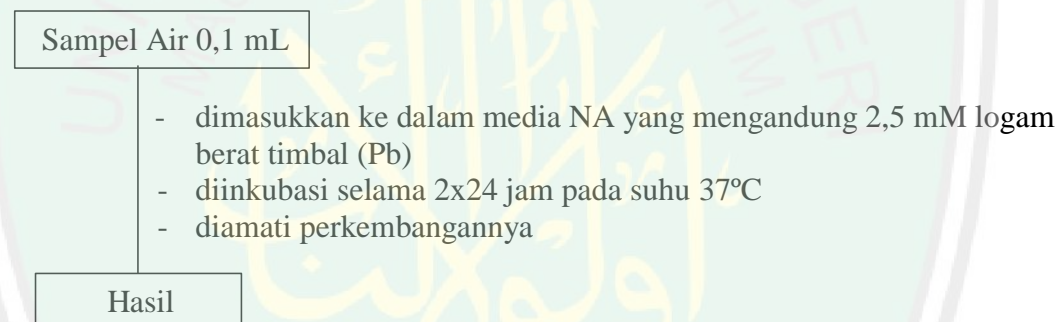 Sampel Air 0,1 mL
- dimasukkan ke dalam media NA yang mengandung 2,5 mM logam
berat timbal (Pb)
- diinkubasi selama 2x24 jam pada suhu 37ºC
- diamati perkembangannya
Hasil